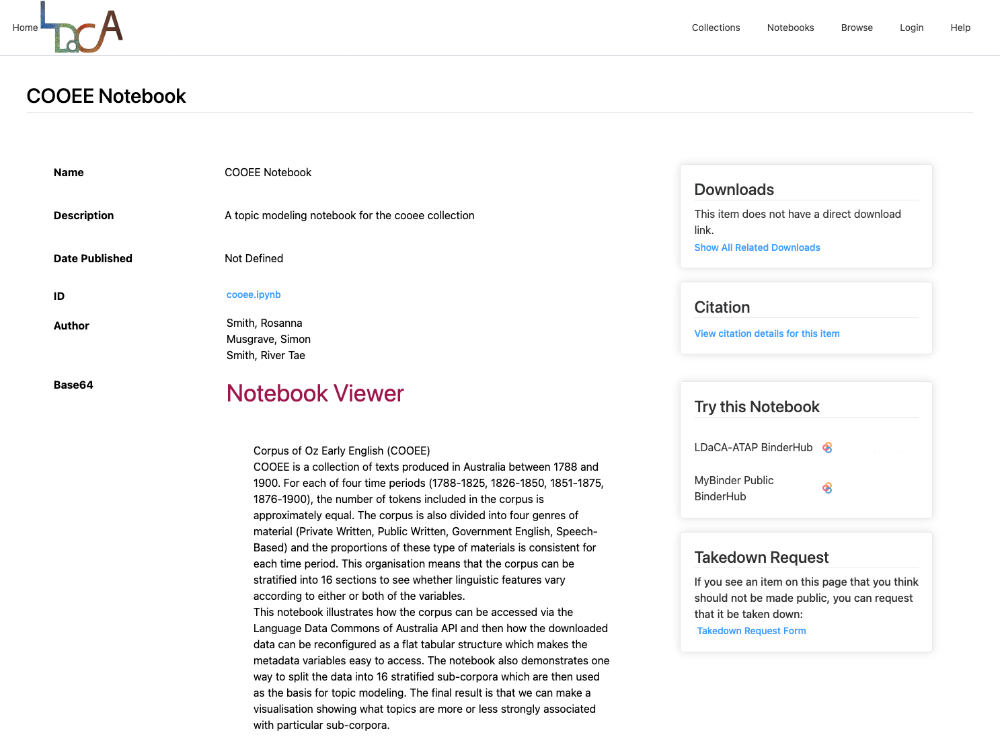 Home
LDaCA
Collections
Notebooks
Browse
Login
Help
COOEE Notebook
Name
COOEE Notebook
Description
A topic modeling notebook for the cooee collection
Date Published
Not Defined
ID
cooee.ipynb
Author
Smith, Rosanna
Musgrave, Simon
Smith, River Tae
Base64
Notebook Viewer
Corpus of Oz Early English (COOEE)
COOEE is a collection of texts produced in Australia between 1788 and
1900. For each of four time periods (1788-1825, 1826-1850, 1851-1875,
1876-1900), the number of tokens included in the corpus is
approximately equal. The corpus is also divided into four genres of
material (Private Written, Public Written, Government English, Speech-
Based) and the proportions of these type of materials is consistent for
each time period. This organisation means that the corpus can be
stratified into 16 sections to see whether linguistic features vary
according to either or both of the variables.
This notebook illustrates how the corpus can be accessed via the
Language Data Commons of Australia API and then how the downloaded
data can be reconfigured as a flat tabular structure which makes the
metadata variables easy to access. The notebook also demonstrates one
way to split the data into 16 stratified sub-corpora which are then used
as the basis for topic modeling. The final result is that we can make a
visualisation showing what topics are more or less strongly associated
with particular sub-corpora.
Downloads
This item does not have a direct download
link.
Show All Related Downloads
Citation
View citation details for this item
Try this Notebook
LDaCA-ATAP BinderHub
MyBinder Public
BinderHub
Takedown Request
If you see an item on this page that you think
should not be made public, you can request
that it be taken down:
Takedown Request Form